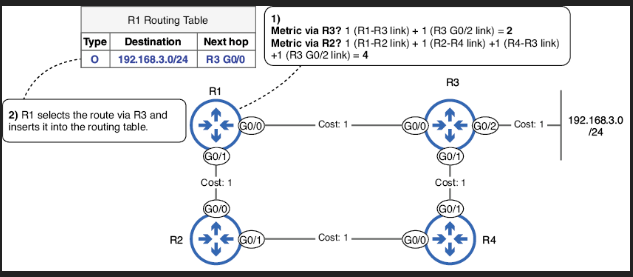 R1 Routing Table
Type Destination Next hop
O 192.168.3.0/24 R3 G0/0
1)
Metric via R3? 1 (R1-R3 link) + 1 (R3 G0/2 link) = 2
Metric via R2? 1 (R1-R2 link) + 1 (R2-R4 link) +1 (R4-R3 link)
+1 (R3 G0/2 link) = 4
2) R1 selects the route via R3 and
inserts it into the routing table.
R1
R3
G0/0
Cost: 1
G0/0
G0/2
Cost: 1
192.168.3.0
/24
G0/1
G0/1
Cost: 1
Cost: 1
G0/0
G0/1
R2
G0/1
Cost: 1
G0/0
R4